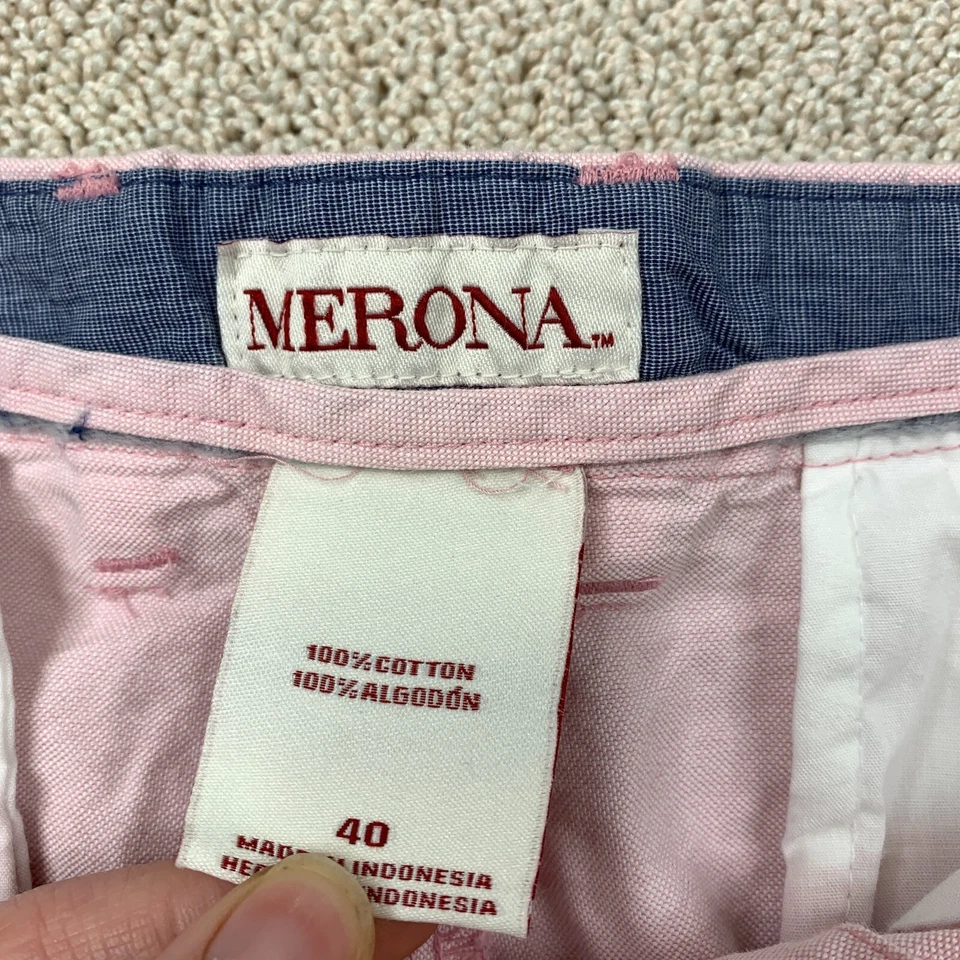 MERONA™
100% COTTON
100% ALGODÓN
40
INDONESIA
INDONESIA